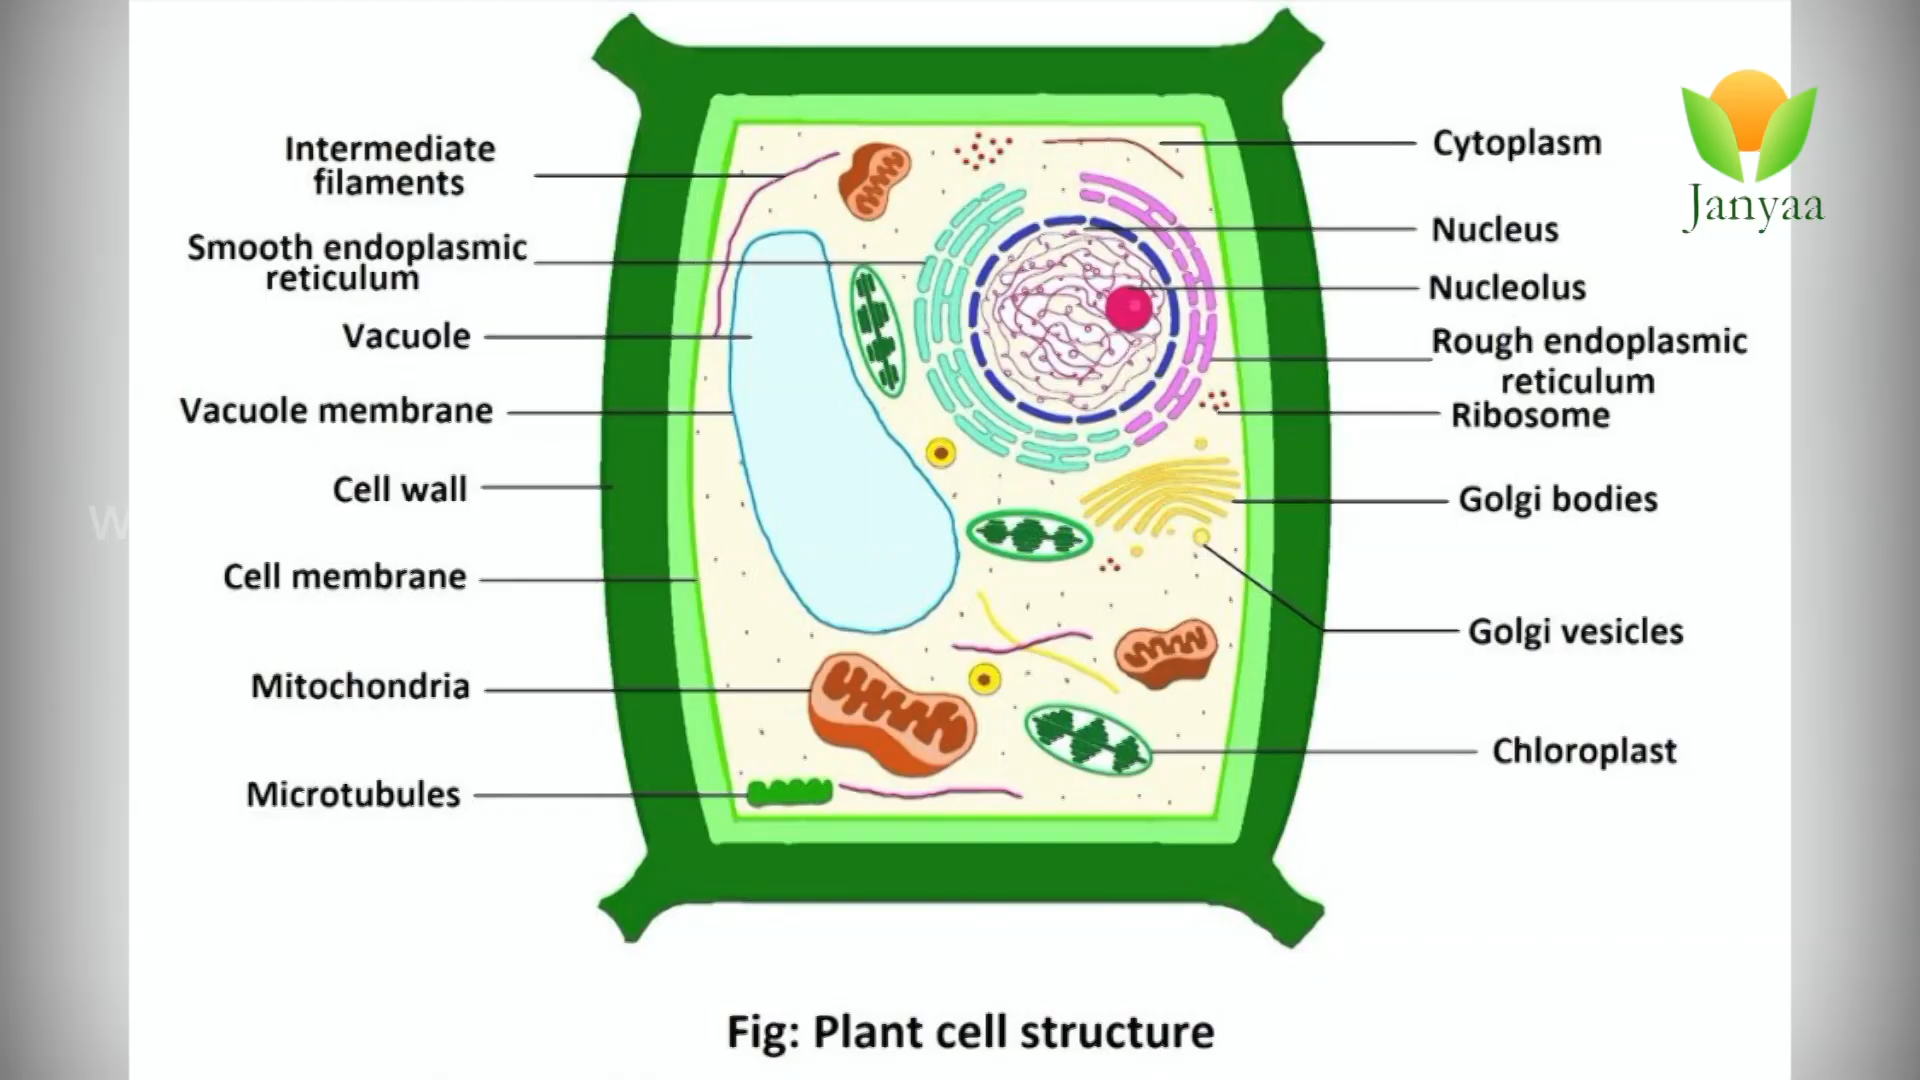 Intermediate
filaments
Smooth endoplasmic
reticulum
Vacuole
Vacuole membrane
Cell wall
Cell membrane
Mitochondria
Microtubules
Cytoplasm
Nucleus
Nucleolus
Rough endoplasmic
reticulum
Ribosome
Golgi bodies
Golgi vesicles
Chloroplast
Janyaa
Fig: Plant cell structure